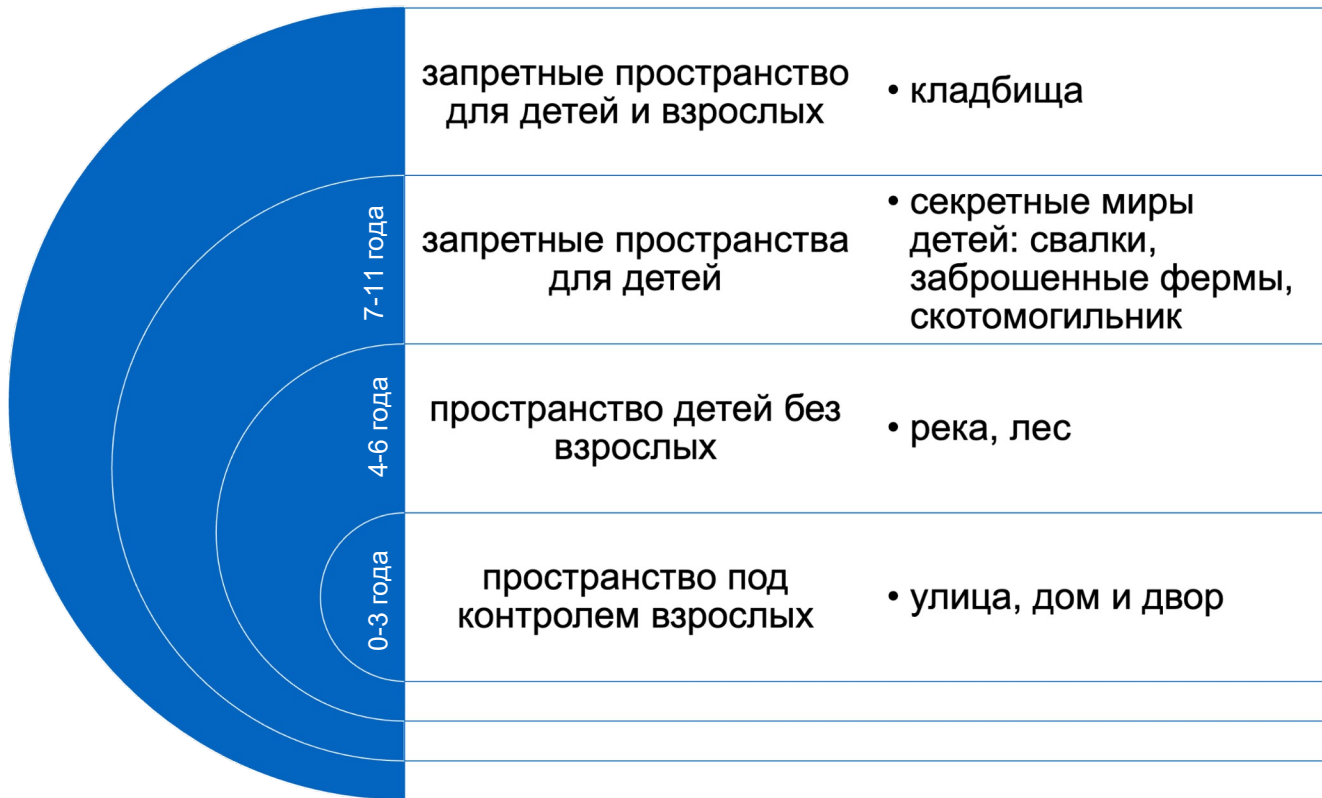 запретные пространство
для детей и взрослых
• кладбища
7-11 года
запретные пространства
для детей
• секретные миры
детей: свалки,
заброшенные фермы,
скотомогильник
4-6 года
пространство детей без
взрослых
• река, лес
0-3 года
пространство под
контролем взрослых
• улица, дом и двор